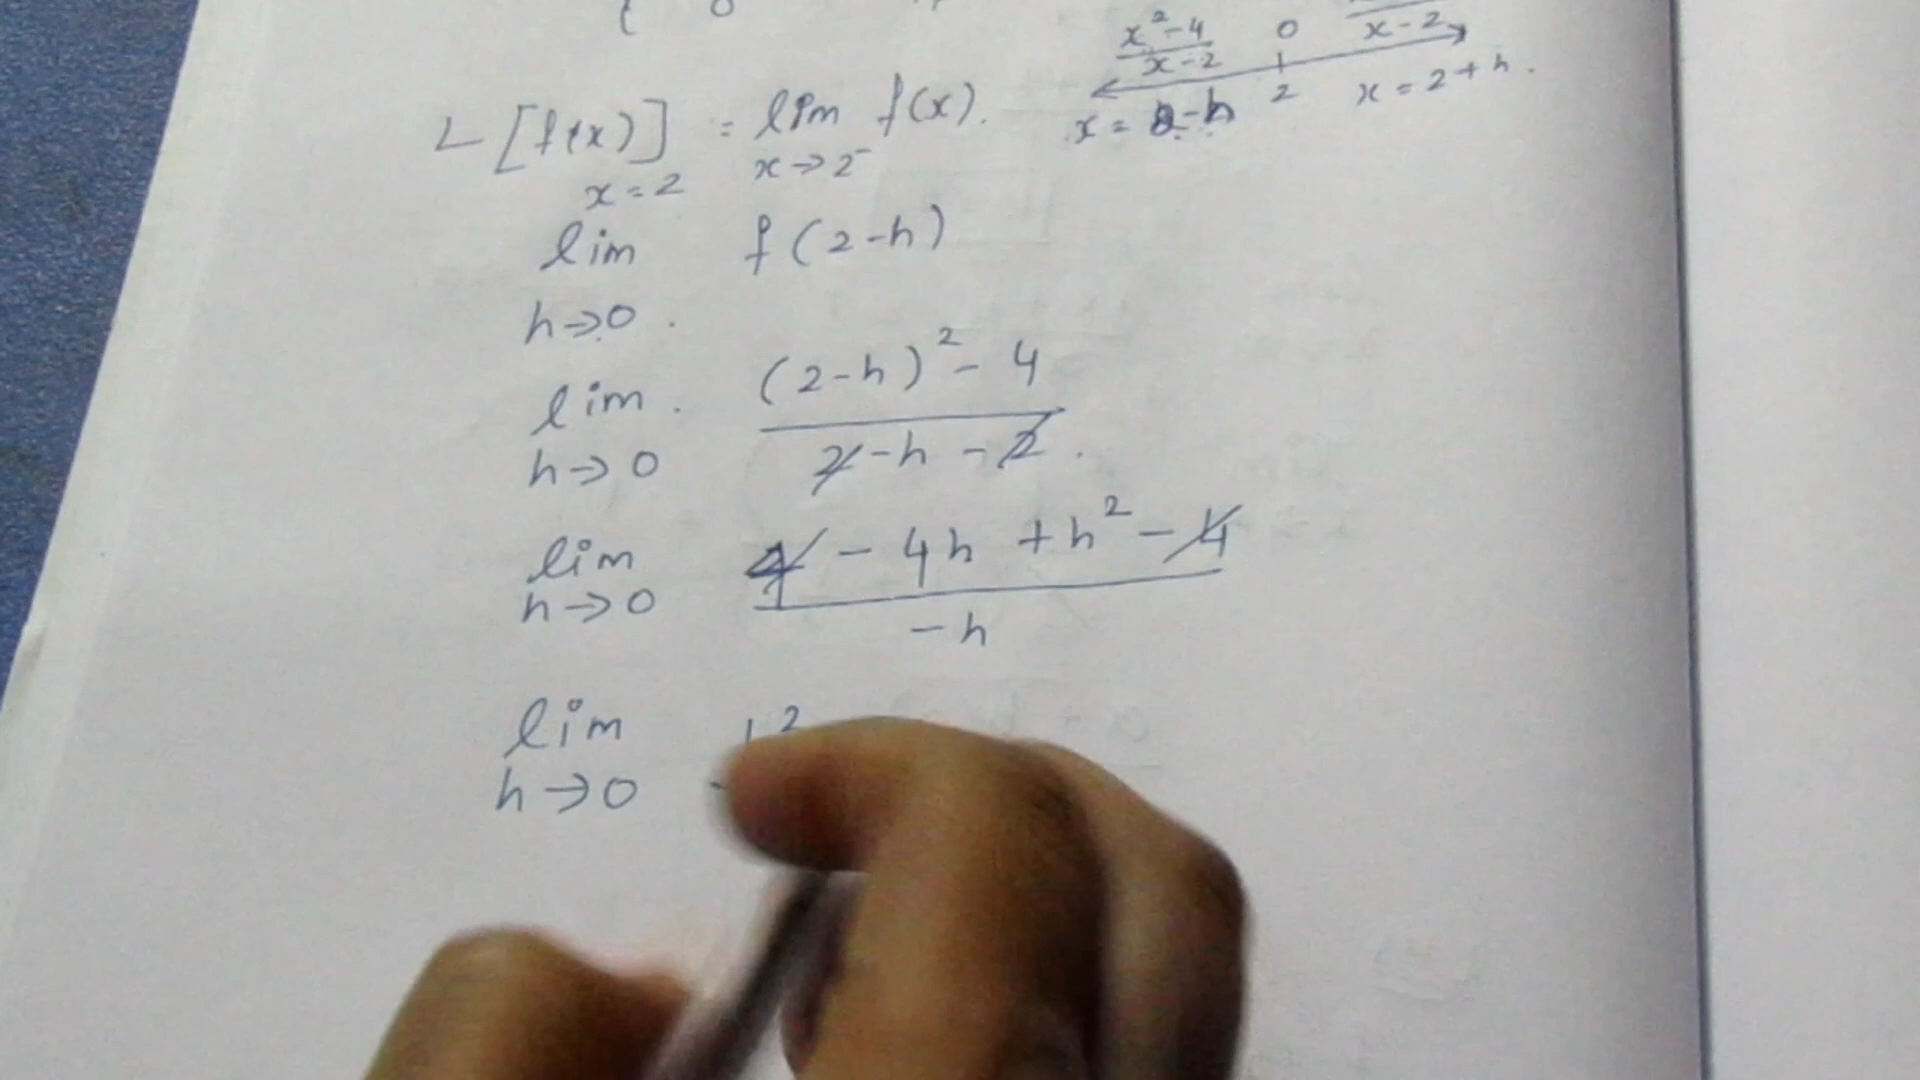 x²-4 0
x-2 x-2
2 x = 2+h.
L [f(x)] = lim f(x).
x=2 x→2⁻
lim f(2-h)
h→0.
lim. (2-h)² - 4
h→0 2-h-2.
lim 4 - 4h + h² - 4
h→0 -h
lim
h→0